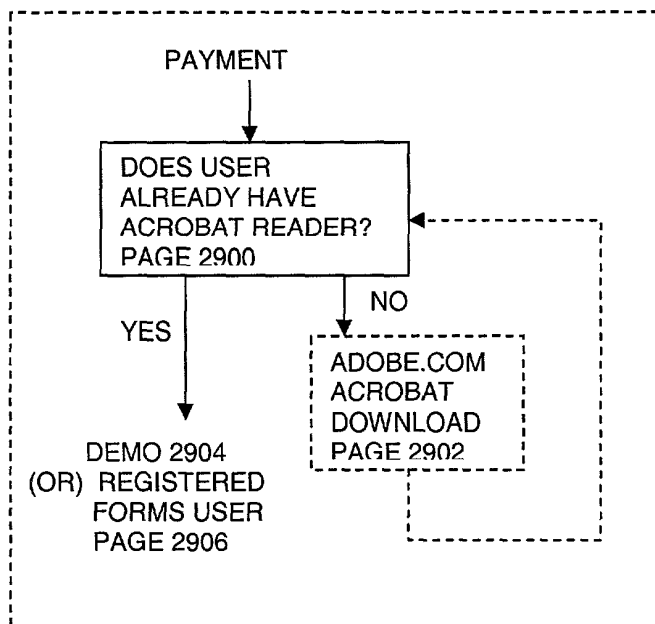 PAYMENT
DOES USER
ALREADY HAVE
ACROBAT READER?
PAGE 2900
YES
NO
ADOBE.COM
ACROBAT
DOWNLOAD
PAGE 2902
DEMO 2904
(OR) REGISTERED
FORMS USER
PAGE 2906